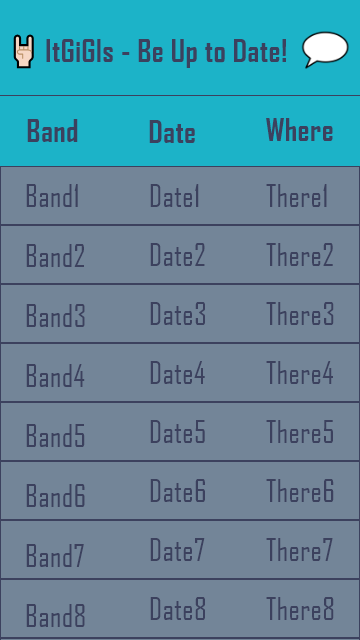 ItGiGIs - Be Up to Date!
Band Date Where
Band1 Date1 There1
Band2 Date2 There2
Band3 Date3 There3
Band4 Date4 There4
Band5 Date5 There5
Band6 Date6 There6
Band7 Date7 There7
Band8 Date8 There8